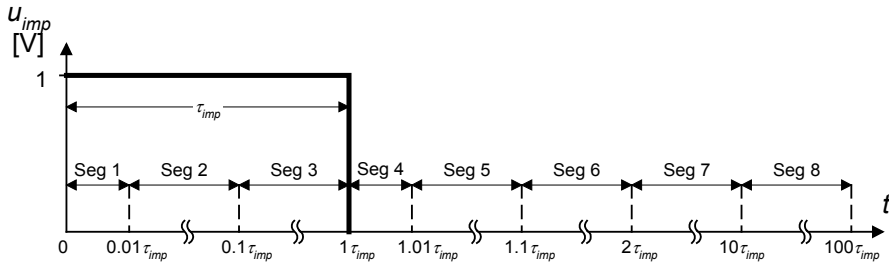 u_imp
[V]
1
τ_imp
Seg 1 Seg 2 Seg 3 Seg 4 Seg 5 Seg 6 Seg 7 Seg 8
t
0 0.01τ_imp 0.1τ_imp 1τ_imp 1.01τ_imp 1.1τ_imp 2τ_imp 10τ_imp 100τ_imp